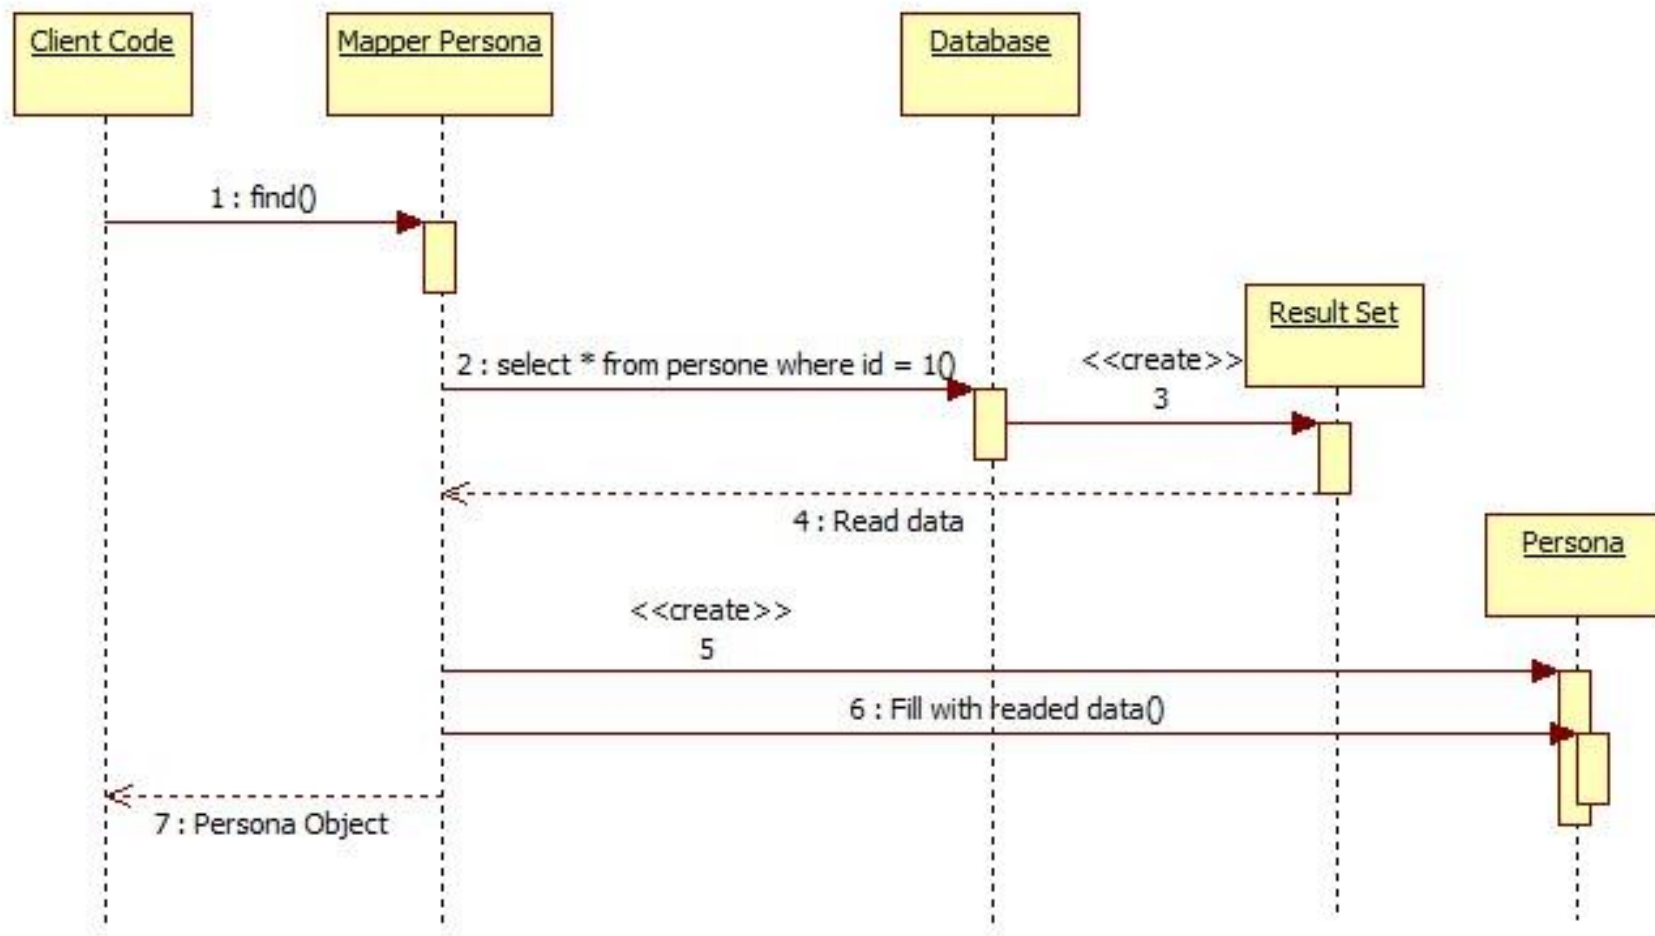 Client Code
Mapper Persona
Database
1 : find()
Result Set
2 : select * from persone where id = 1()
<<create>>
3
4 : Read data
Persona
<<create>>
5
6 : Fill with readed data()
7 : Persona Object